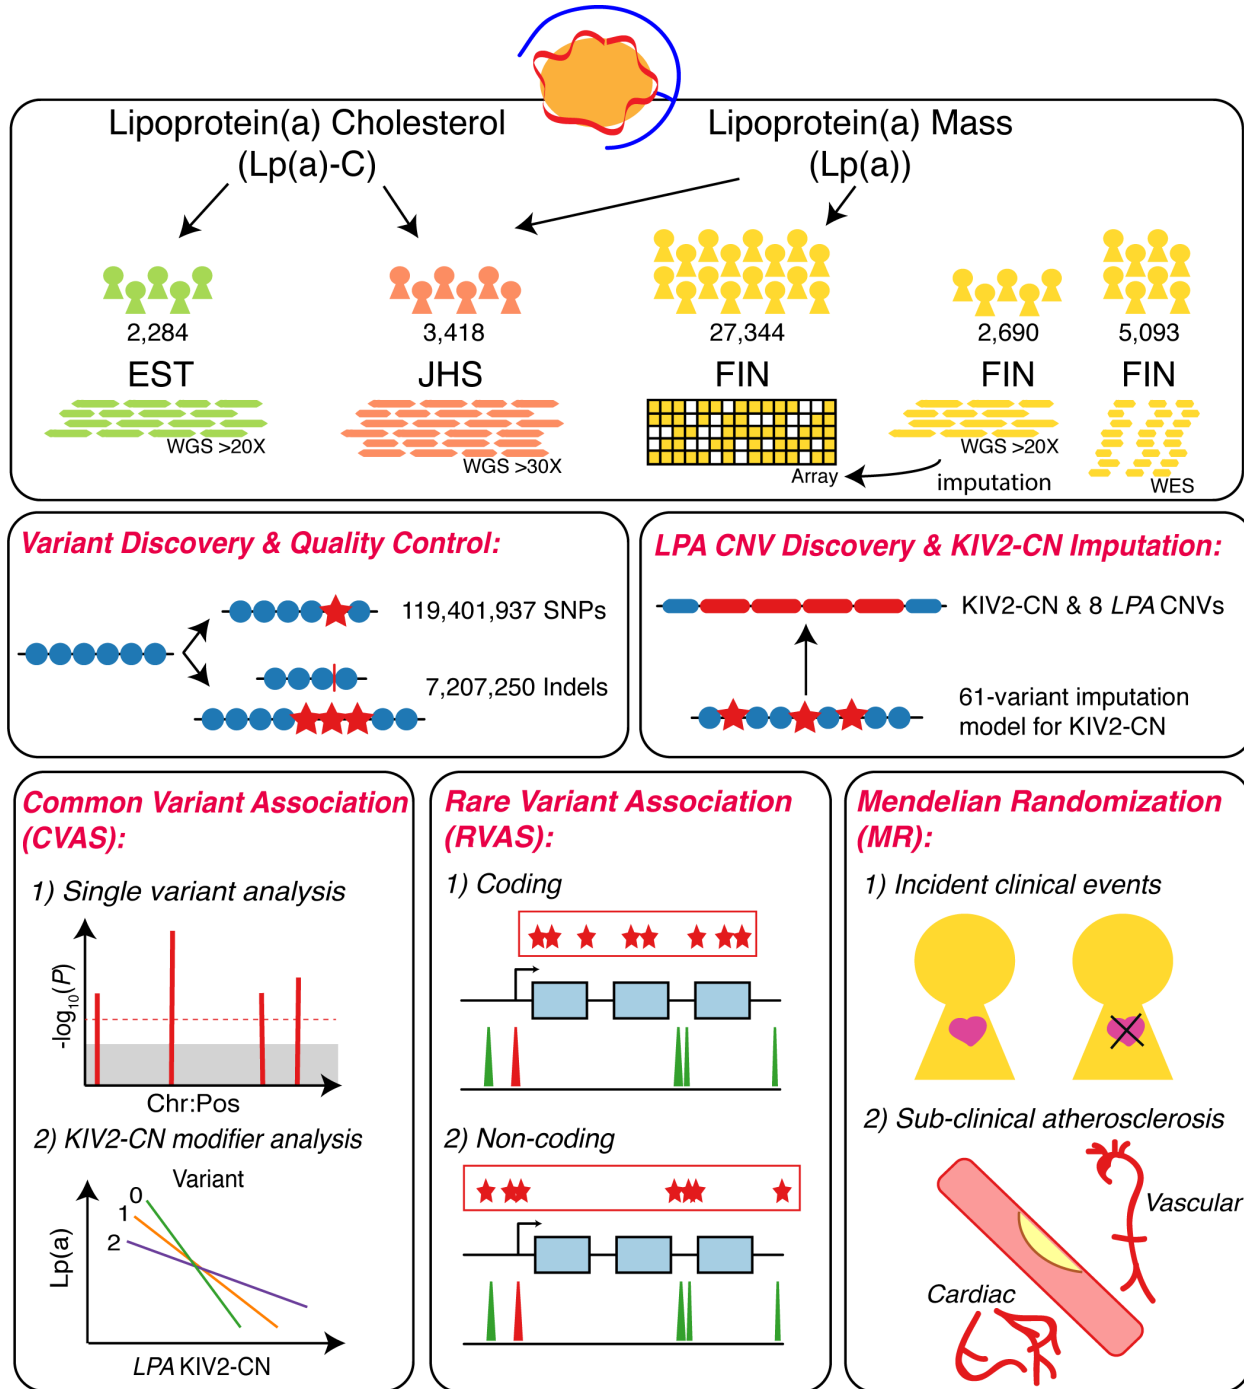 Lipoprotein(a) Cholesterol
(Lp(a)-C)
Lipoprotein(a) Mass
(Lp(a))
2,284
EST
WGS >20X
3,418
JHS
WGS >30X
27,344
FIN
Array
imputation
2,690
FIN
WGS >20X
5,093
FIN
WES
Variant Discovery & Quality Control:
119,401,937 SNPs
7,207,250 Indels
LPA CNV Discovery & KIV2-CN Imputation:
KIV2-CN & 8 LPA CNVs
61-variant imputation
model for KIV2-CN
Common Variant Association
(CVAS):
1) Single variant analysis
-log10(P)
Chr:Pos
2) KIV2-CN modifier analysis
Variant
0
1
2
Lp(a)
LPA KIV2-CN
Rare Variant Association
(RVAS):
1) Coding
2) Non-coding
Mendelian Randomization
(MR):
1) Incident clinical events
2) Sub-clinical atherosclerosis
Vascular
Cardiac